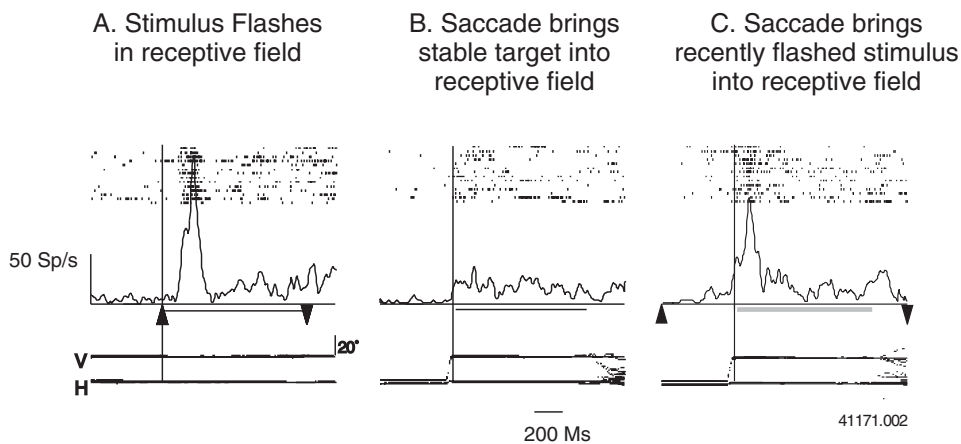 A. Stimulus Flashes
in receptive field
B. Saccade brings
stable target into
receptive field
C. Saccade brings
recently flashed stimulus
into receptive field
50 Sp/s
20°
V
H
200 Ms
41171.002